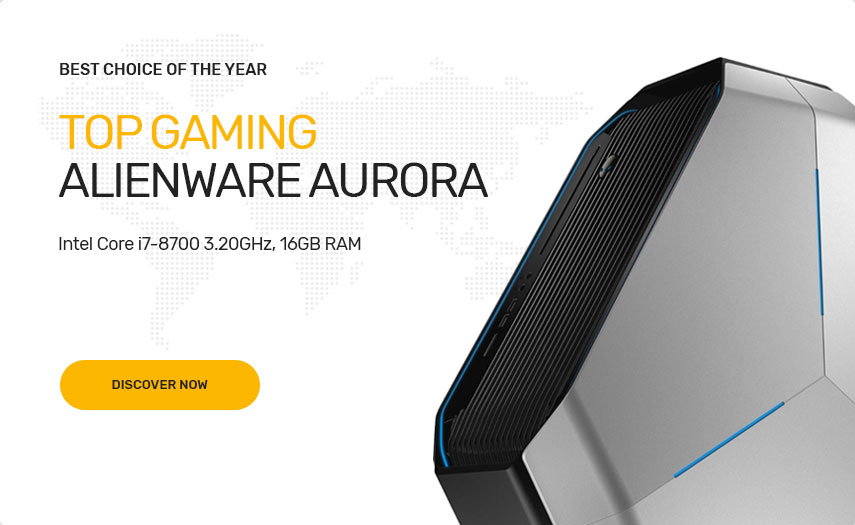 BEST CHOICE OF THE YEAR
TOP GAMING
ALIENWARE AURORA
Intel Core i7-8700 3.20GHz, 16GB RAM
DISCOVER NOW